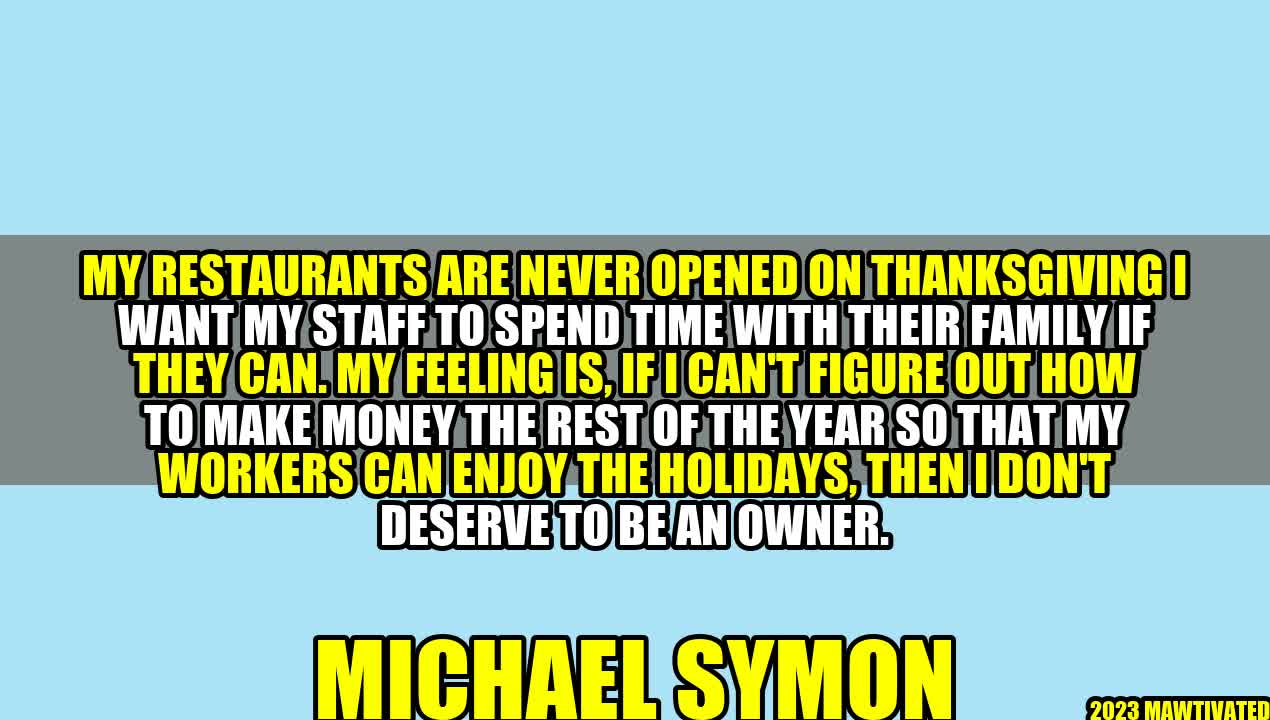 MY RESTAURANTS ARE NEVER OPENED ON THANKSGIVING I
WANT MY STAFF TO SPEND TIME WITH THEIR FAMILY IF
THEY CAN. MY FEELING IS, IF I CAN'T FIGURE OUT HOW
TO MAKE MONEY THE REST OF THE YEAR SO THAT MY
WORKERS CAN ENJOY THE HOLIDAYS, THEN I DON'T
DESERVE TO BE AN OWNER.
MICHAEL SYMON
2023 MAWTIVATED